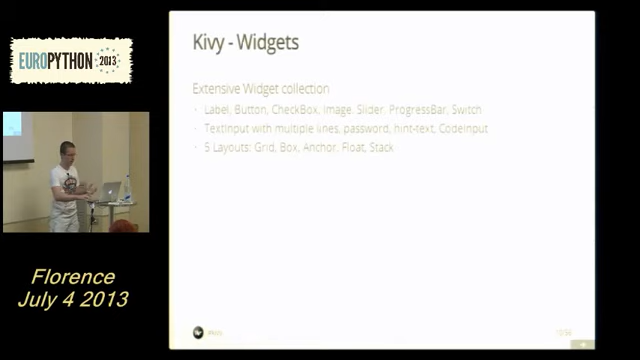 EUROPYTHON 2013
Florence
July 4 2013
Kivy - Widgets
Extensive Widget collection
Label, Button, CheckBox, Image, Slider, ProgressBar, Switch
TextInput with multiple lines, password, hint-text, CodeInput
5 Layouts: Grid, Box, Anchor, Float, Stack